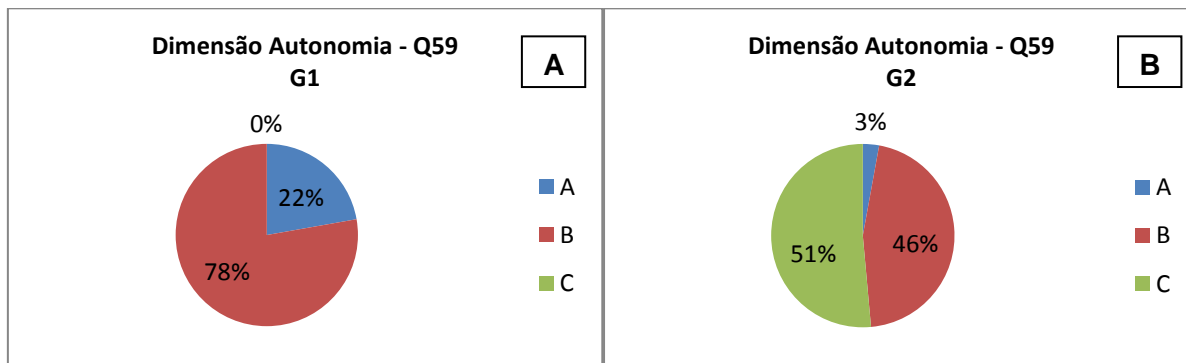 Dimensão Autonomia - Q59
G1
A
0%
22%
78%
A
B
C
Dimensão Autonomia - Q59
G2
B
3%
46%
51%
A
B
C